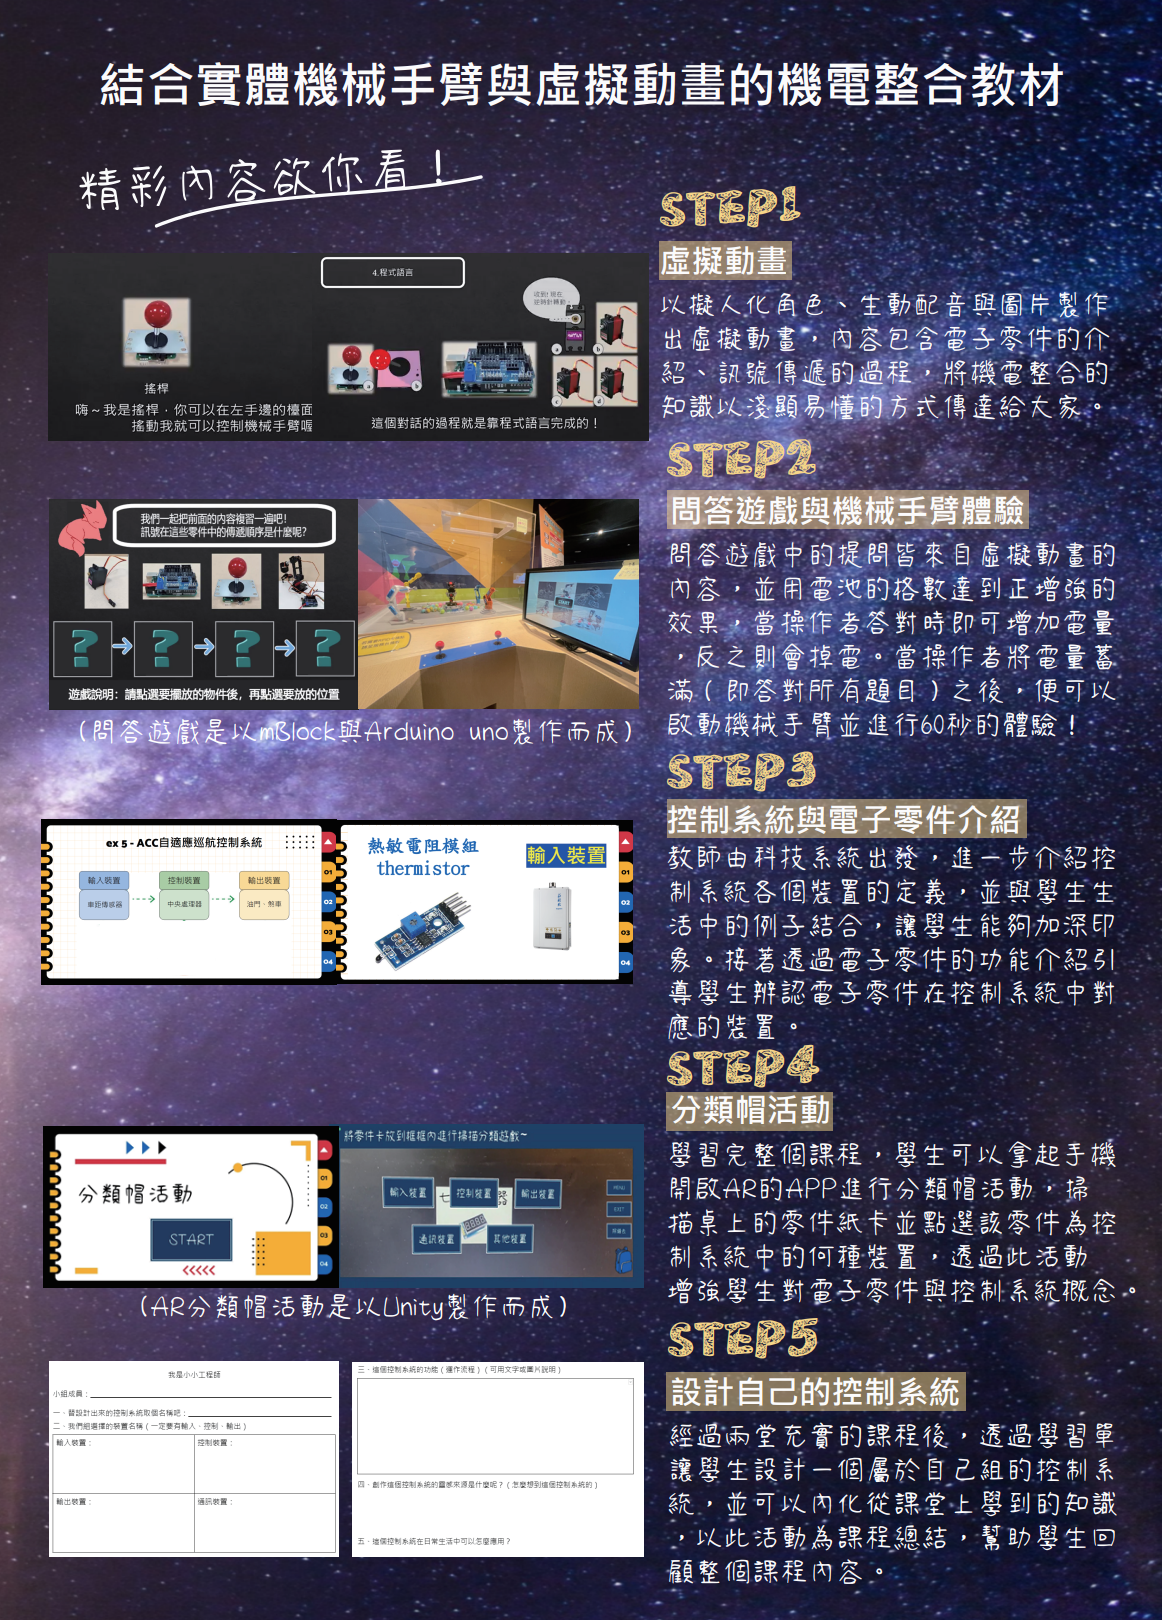 結合實體機械手臂與虛擬動畫的機電整合教材
精彩內容欲你看！
STEP1
虛擬動畫
以擬人化角色、生動配音與圖片製作
出虛擬動畫，內容包含電子零件的介
紹、訊號傳遞的過程，將機電整合的
知識以淺顯易懂的方式傳達給大家。
4.程式語言
收到! 現在
逆時針轉動。
a
b
a
b
c
d
搖桿
嗨～我是搖桿，你可以在左手邊的檯面
搖動我就可以控制機械手臂喔
這個對話的過程就是靠程式語言完成的！
STEP2
問答遊戲與機械手臂體驗
問答遊戲中的提問皆來自虛擬動畫的
內容，並用電池的格數達到正增強的
效果，當操作者答對時即可增加電量
，反之則會掉電。當操作者將電量蓄
滿（即答對所有題目）之後，便可以
啟動機械手臂並進行60秒的體驗！
我們一起把前面的內容複習一遍吧!
訊號在這些零件中的傳遞順序是什麼呢?
? ? ? ?
遊戲說明：請點選要擺放的物件後，再點選要放的位置
（問答遊戲是以mBlock與Arduino uno製作而成）
STEP3
控制系統與電子零件介紹
教師由科技系統出發，進一步介紹控
制系統各個裝置的定義，並與學生生
活中的例子結合，讓學生能夠加深印
象。接著透過電子零件的功能介紹引
導學生辨認電子零件在控制系統中對
應的裝置。
ex 5 - ACC自適應巡航控制系統
輸入裝置
控制裝置
輸出裝置
車距傳感器
中央處理器
油門、煞車
01
02
03
04
熱敏電阻模組
thermistor
輸入裝置
01
02
03
04
STEP4
分類帽活動
學習完整個課程，學生可以拿起手機
開啟AR的APP進行分類帽活動，掃
描桌上的零件紙卡並點選該零件為控
制系統中的何種裝置，透過此活動
增強學生對電子零件與控制系統概念。
分類帽活動
START
01
02
03
04
將零件卡放到框框內進行掃描分類遊戲~
輸入裝置
控制裝置
輸出裝置
通訊裝置
其他裝置
MENU
EXIT
（AR分類帽活動是以Unity製作而成）
STEP5
設計自己的控制系統
經過兩堂充實的課程後，透過學習單
讓學生設計一個屬於自己組的控制系
統，並可以內化從課堂上學到的知識
，以此活動為課程總結，幫助學生回
顧整個課程內容。
我是小小工程師
小組成員：
一、替設計出來的控制系統取個名稱吧：
二、我們組選擇的裝置名稱（一定要有輸入、控制、輸出）
輸入裝置：
控制裝置：
輸出裝置：
通訊裝置：
三、這個控制系統的功能（運作流程）（可用文字或圖片說明）
四、創作這個控制系統的靈感來源是什麼呢？（怎麼想到這個控制系統的）
五、這個控制系統在日常生活中可以怎麼應用？